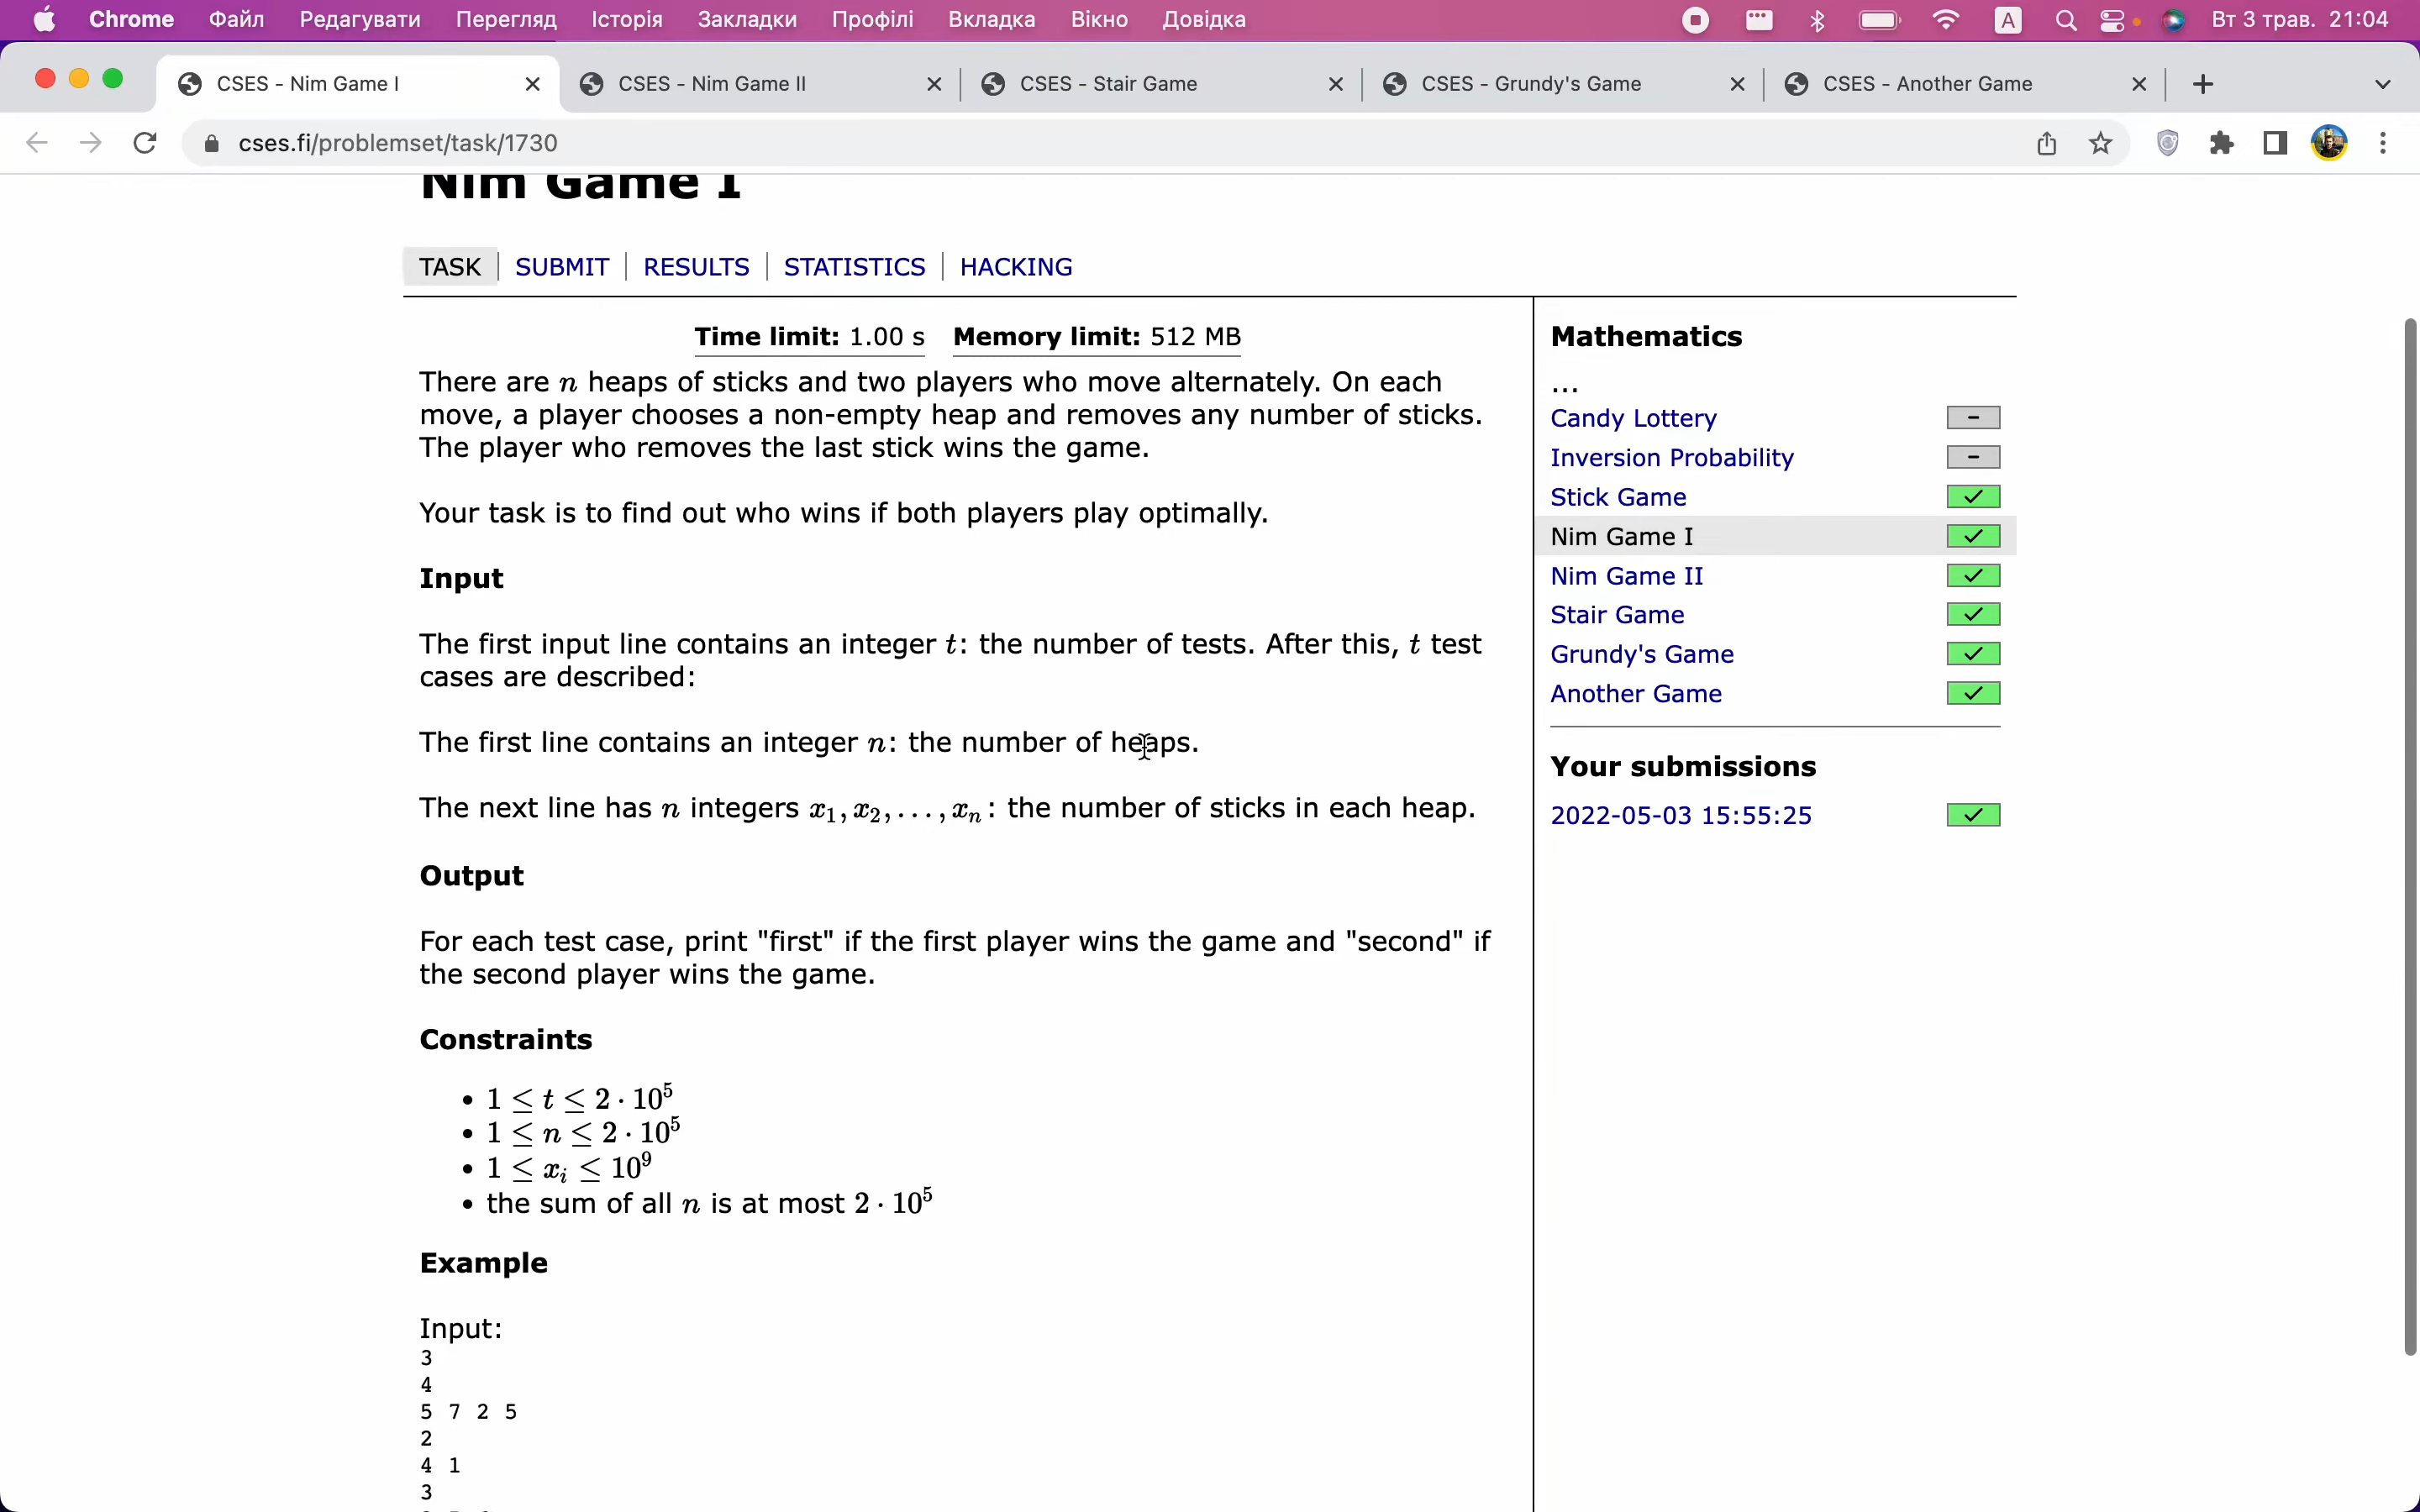 Chrome Файл Редагувати Перегляд Історія Закладки Профілі Вкладка Вікно Довідка A Вт 3 трав. 21:04
CSES - Nim Game I CSES - Nim Game II CSES - Stair Game CSES - Grundy's Game CSES - Another Game
cses.fi/problemset/task/1730
Nim Game I
TASK SUBMIT RESULTS STATISTICS HACKING
Time limit: 1.00 s Memory limit: 512 MB
There are n heaps of sticks and two players who move alternately. On each
move, a player chooses a non-empty heap and removes any number of sticks.
The player who removes the last stick wins the game.
Your task is to find out who wins if both players play optimally.
Input
The first input line contains an integer t: the number of tests. After this, t test
cases are described:
The first line contains an integer n: the number of heaps.
The next line has n integers x₁, x₂, . . . , xₙ: the number of sticks in each heap.
Output
For each test case, print "first" if the first player wins the game and "second" if
the second player wins the game.
Constraints
• 1 ≤ t ≤ 2 · 10⁵
• 1 ≤ n ≤ 2 · 10⁵
• 1 ≤ xᵢ ≤ 10⁹
• the sum of all n is at most 2 · 10⁵
Example
Input:
3
4
5 7 2 5
2
4 1
3
Mathematics
...
Candy Lottery –
Inversion Probability –
Stick Game ✓
Nim Game I ✓
Nim Game II ✓
Stair Game ✓
Grundy's Game ✓
Another Game ✓
Your submissions
2022-05-03 15:55:25 ✓